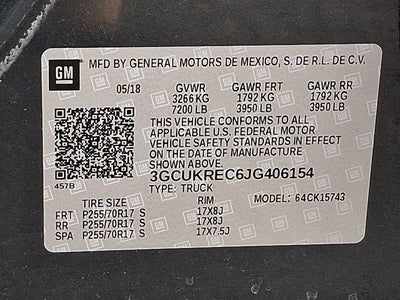 GM
MFD BY GENERAL MOTORS DE MEXICO, S. DE R.L. DE C.V.
05/18 GVWR GAWR FRT GAWR RR
3266 KG 1792 KG 1792 KG
7200 LB 3950 LB 3950 LB
THIS VEHICLE CONFORMS TO ALL
APPLICABLE U.S. FEDERAL MOTOR
VEHICLE SAFETY STANDARDS IN EFFECT
ON THE DATE OF MANUFACTURE
SHOWN ABOVE.
3GCUKREC6JG406154
457B TYPE: TRUCK
TIRE SIZE RIM MODEL: 64CK15743
FRT P255/70R17 S 17X8J
RR P255/70R17 S 17X8J
SPA P255/70R17 S 17X7.5J